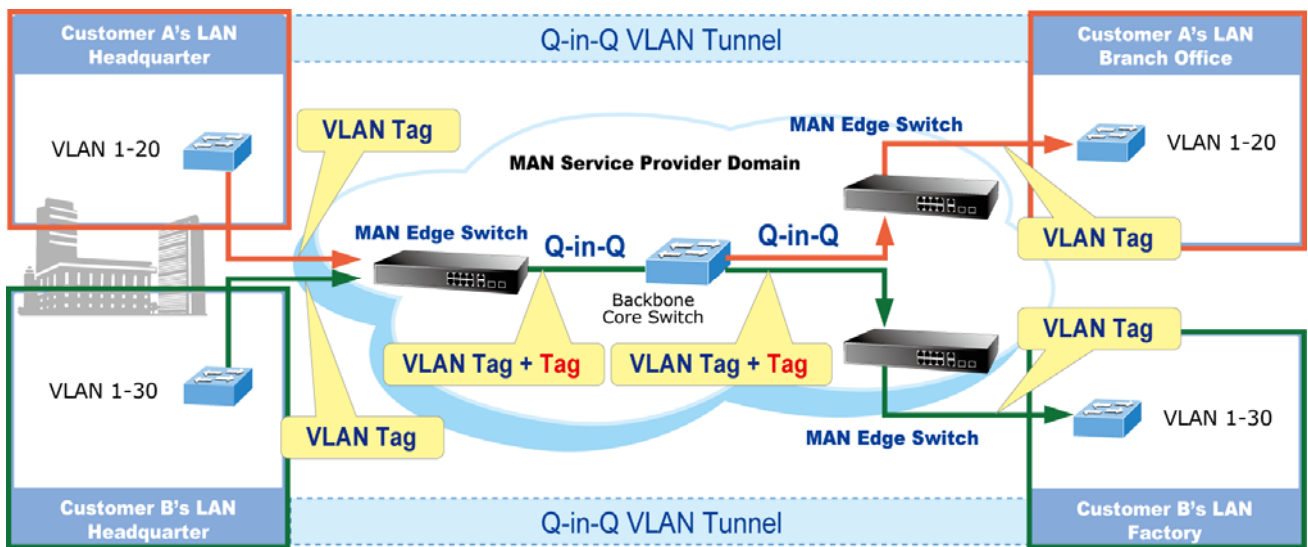 Customer A's LAN
Headquarter
Q-in-Q VLAN Tunnel
Customer A's LAN
Branch Office
VLAN 1-20
VLAN Tag
MAN Edge Switch
VLAN 1-20
MAN Service Provider Domain
MAN Edge Switch
Q-in-Q
Q-in-Q
VLAN Tag
Backbone
Core Switch
VLAN Tag
VLAN Tag + Tag
VLAN Tag + Tag
VLAN 1-30
VLAN Tag
MAN Edge Switch
VLAN 1-30
Customer B's LAN
Headquarter
Q-in-Q VLAN Tunnel
Customer B's LAN
Factory